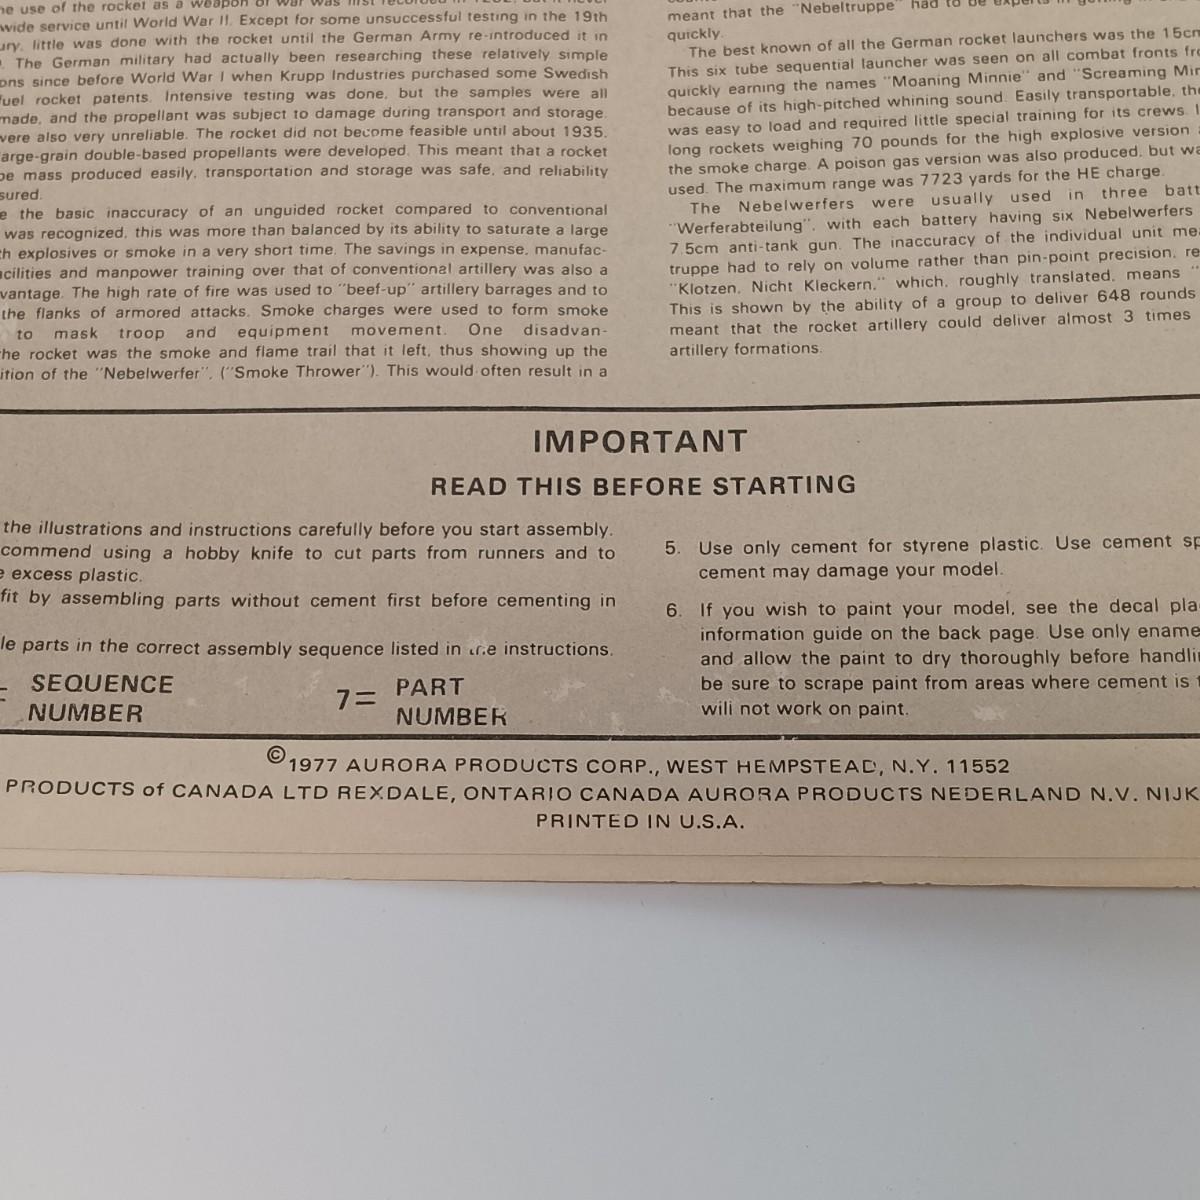 he use of the rocket as a weapon of war was first recorded in
wide service until World War II. Except for some unsuccessful testing in the 19th
ury, little was done with the rocket until the German Army re-introduced it in
The German military had actually been researching these relatively simple
ons since before World War I when Krupp Industries purchased some Swedish
fuel rocket patents. Intensive testing was done, but the samples were all
made, and the propellant was subject to damage during transport and storage.
were also very unreliable. The rocket did not become feasible until about 1935.
arge-grain double-based propellants were developed. This meant that a rocket
be mass produced easily, transportation and storage was safe, and reliability
sured.
e the basic inaccuracy of an unguided rocket compared to conventional
was recognized, this was more than balanced by its ability to saturate a large
th explosives or smoke in a very short time. The savings in expense, manufac-
acilities and manpower training over that of conventional artillery was also a
vantage. The high rate of fire was used to "beef-up" artillery barrages and to
the flanks of armored attacks. Smoke charges were used to form smoke
to mask troop and equipment movement. One disadvan-
he rocket was the smoke and flame trail that it left, thus showing up the
ition of the "Nebelwerfer", ("Smoke Thrower"). This would often result in a
meant that the "Nebeltruppe" had to be experts in
quickly.
The best known of all the German rocket launchers was the 15cm
This six tube sequential launcher was seen on all combat fronts fr
quickly earning the names "Moaning Minnie" and "Screaming Mi
because of its high-pitched whining sound. Easily transportable, th
was easy to load and required little special training for its crews.
long rockets weighing 70 pounds for the high explosive version
the smoke charge. A poison gas version was also produced, but wa
used. The maximum range was 7723 yards for the HE charge.
The Nebelwerfers were usually used in three batt
"Werferabteilung", with each battery having six Nebelwerfers
7.5cm anti-tank gun. The inaccuracy of the individual unit mea
truppe had to rely on volume rather than pin-point precision, re
"Klotzen, Nicht Kleckern," which, roughly translated, means "
This is shown by the ability of a group to deliver 648 rounds
meant that the rocket artillery could deliver almost 3 times
artillery formations.
IMPORTANT
READ THIS BEFORE STARTING
the illustrations and instructions carefully before you start assembly.
commend using a hobby knife to cut parts from runners and to
e excess plastic.
fit by assembling parts without cement first before cementing in
le parts in the correct assembly sequence listed in the instructions.
= SEQUENCE
NUMBER
7= PART
NUMBER
5. Use only cement for styrene plastic. Use cement sp
cement may damage your model.
6. If you wish to paint your model, see the decal pla
information guide on the back page. Use only ename
and allow the paint to dry thoroughly before handli
be sure to scrape paint from areas where cement is
will not work on paint.
© 1977 AURORA PRODUCTS CORP., WEST HEMPSTEAD, N.Y. 11552
PRODUCTS of CANADA LTD REXDALE, ONTARIO CANADA AURORA PRODUCTS NEDERLAND N.V. NIJK
PRINTED IN U.S.A.